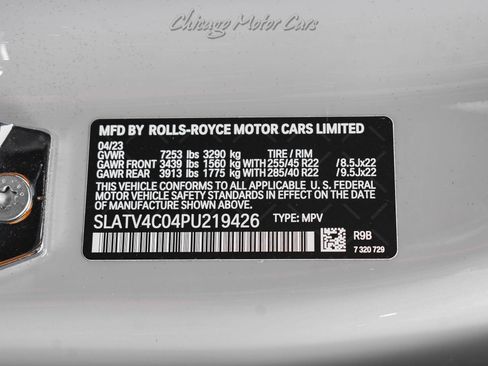 Chicago Motor Cars
MFD BY ROLLS-ROYCE MOTOR CARS LIMITED
04/23
GVWR 7253 lbs 3290 kg TIRE / RIM
GAWR FRONT 3439 lbs 1560 kg WITH 255/45 R22 / 8.5Jx22
GAWR REAR 3913 lbs 1775 kg WITH 285/40 R22 / 9.5Jx22
THIS VEHICLE CONFORMS TO ALL APPLICABLE U.S. FEDERAL
MOTOR VEHICLE SAFETY STANDARDS IN EFFECT ON THE
DATE OF MANUFACTURE SHOWN ABOVE.
SLATV4C04PU219426 TYPE: MPV
R9B
7 320 729